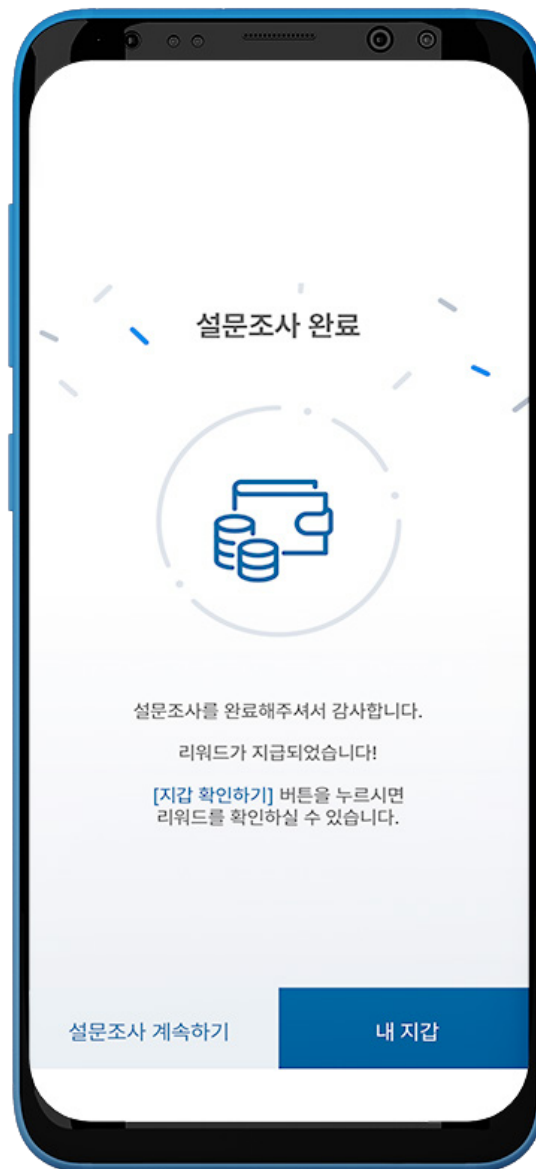 설문조사 완료
설문조사를 완료해주셔서 감사합니다.
리워드가 지급되었습니다!
[지갑 확인하기] 버튼을 누르시면
리워드를 확인하실 수 있습니다.
설문조사 계속하기
내 지갑